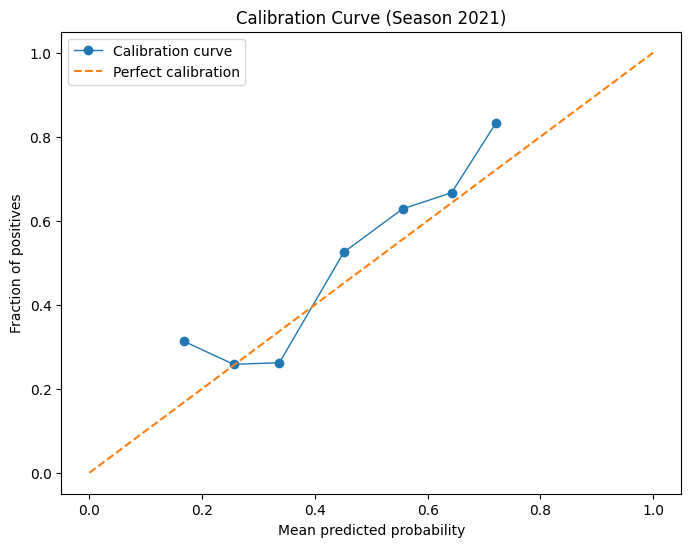 Calibration Curve (Season 2021)
Calibration curve
Perfect calibration
1.0
0.8
0.6
0.4
0.2
0.0
Fraction of positives
0.0 0.2 0.4 0.6 0.8 1.0
Mean predicted probability